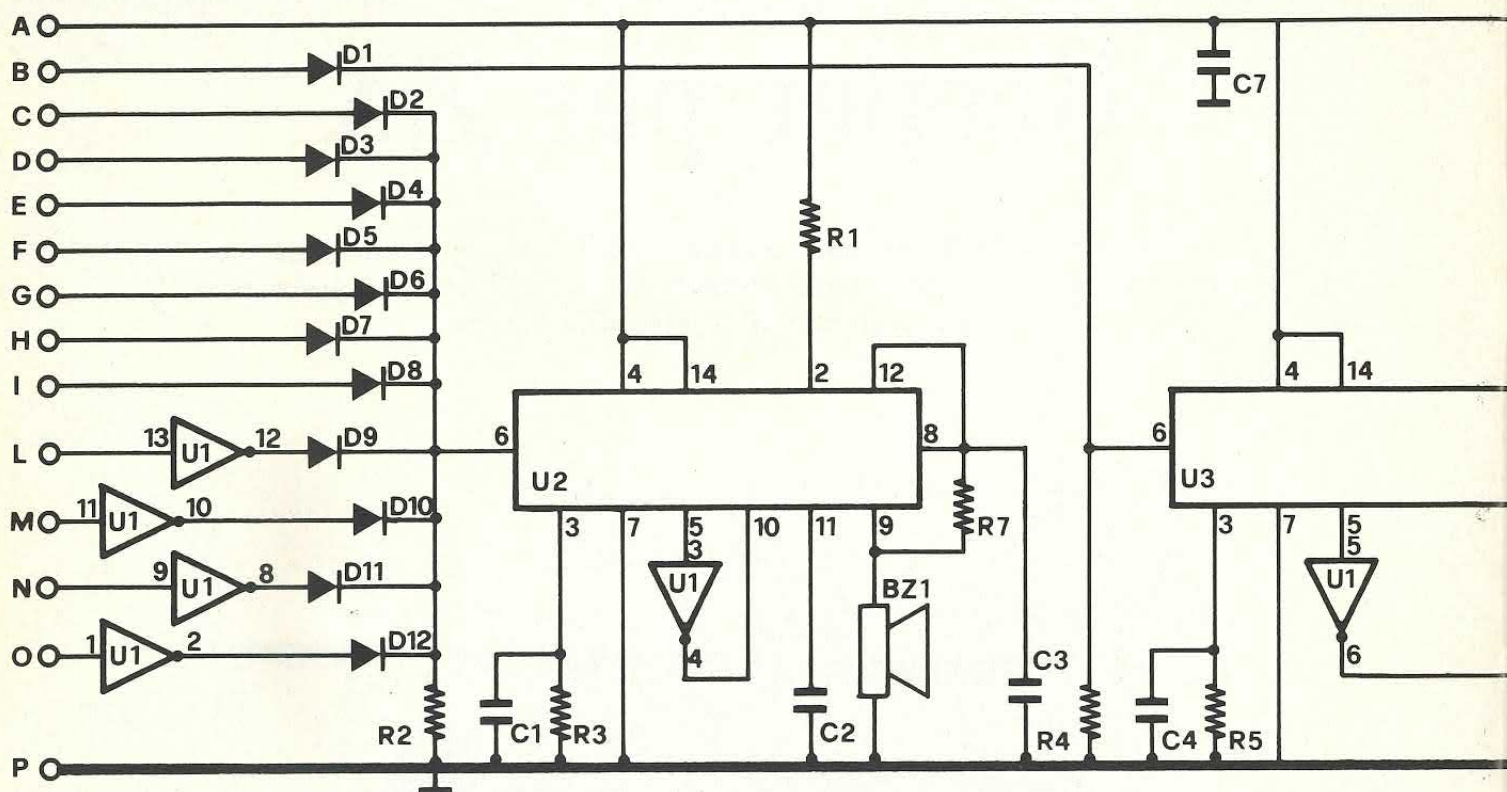 A
B D1
C7
C D2
D D3
E D4
F D5
R1
G D6
H D7
I D8
4 14 2 12 4 14
L 13 U1 12 D9 6 8 6
U2 U3
M 11 U1 10 D10
3 7 5 10 11 9 R7 3 7 5
3 5
N 9 U1 8 D11 U1 BZ1 U1
O 1 U1 2 D12 4 C3 6
R2 C1 R3 C2 R4 C4 R5
P